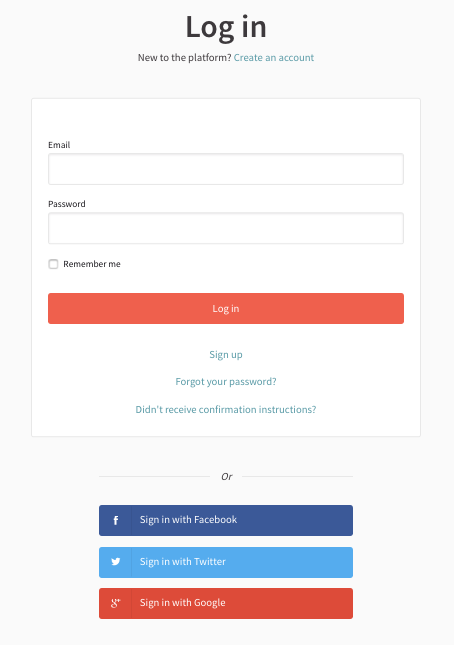 Log in
New to the platform? Create an account
Email
Password
Remember me
Log in
Sign up
Forgot your password?
Didn't receive confirmation instructions?
Or
f Sign in with Facebook
Sign in with Twitter
g+ Sign in with Google